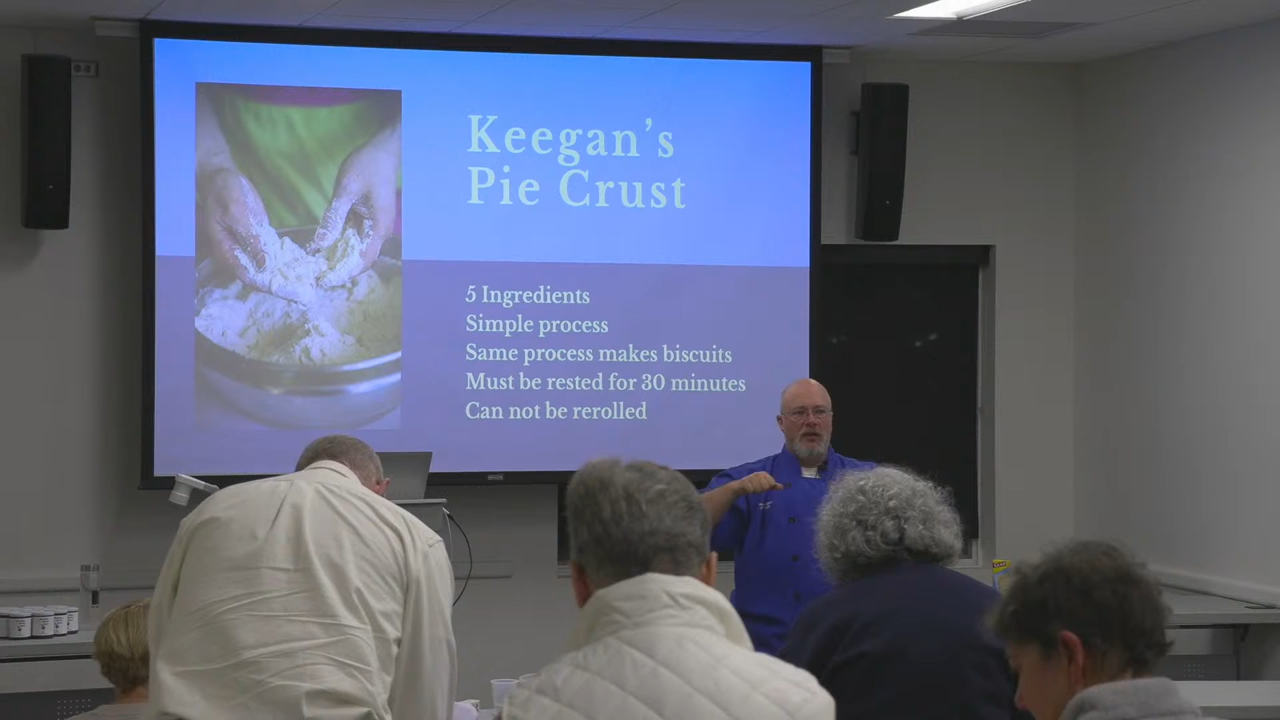 Keegan's
Pie Crust
5 Ingredients
Simple process
Same process makes biscuits
Must be rested for 30 minutes
Can not be rerolled